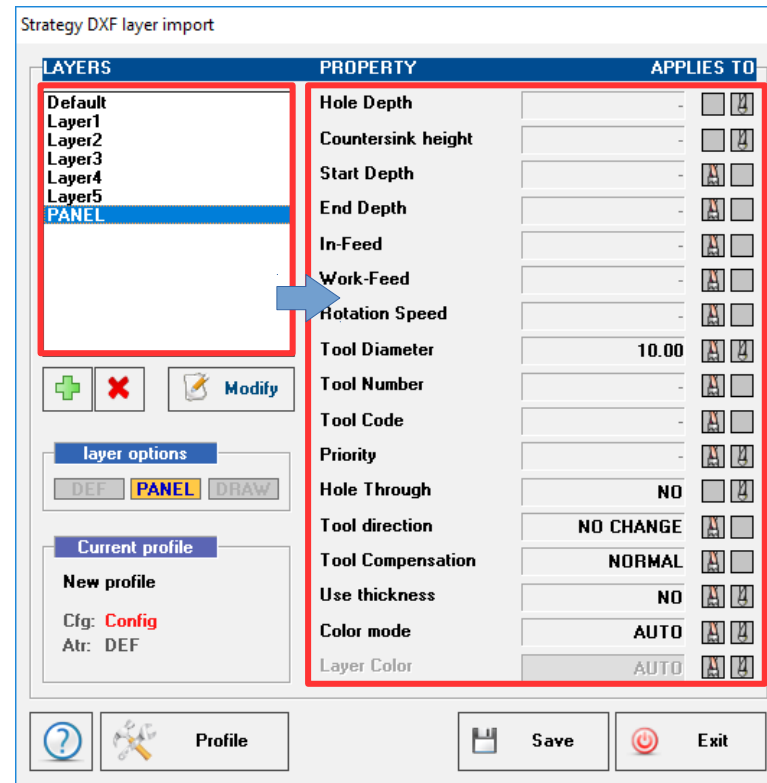 Strategy DXF layer import
LAYERS PROPERTY APPLIES TO
Default
Layer1
Layer2
Layer3
Layer4
Layer5
PANEL
Hole Depth -
Countersink height -
Start Depth -
End Depth -
In-Feed -
Work-Feed -
Rotation Speed -
Tool Diameter 10.00
Tool Number -
Tool Code -
Priority -
Hole Through NO
Tool direction NO CHANGE
Tool Compensation NORMAL
Use thickness NO
Color mode AUTO
Layer Color AUTO
Modify
layer options
DEF PANEL DRAW
Current profile
New profile
Cfg: Config
Atr: DEF
? Profile Save Exit